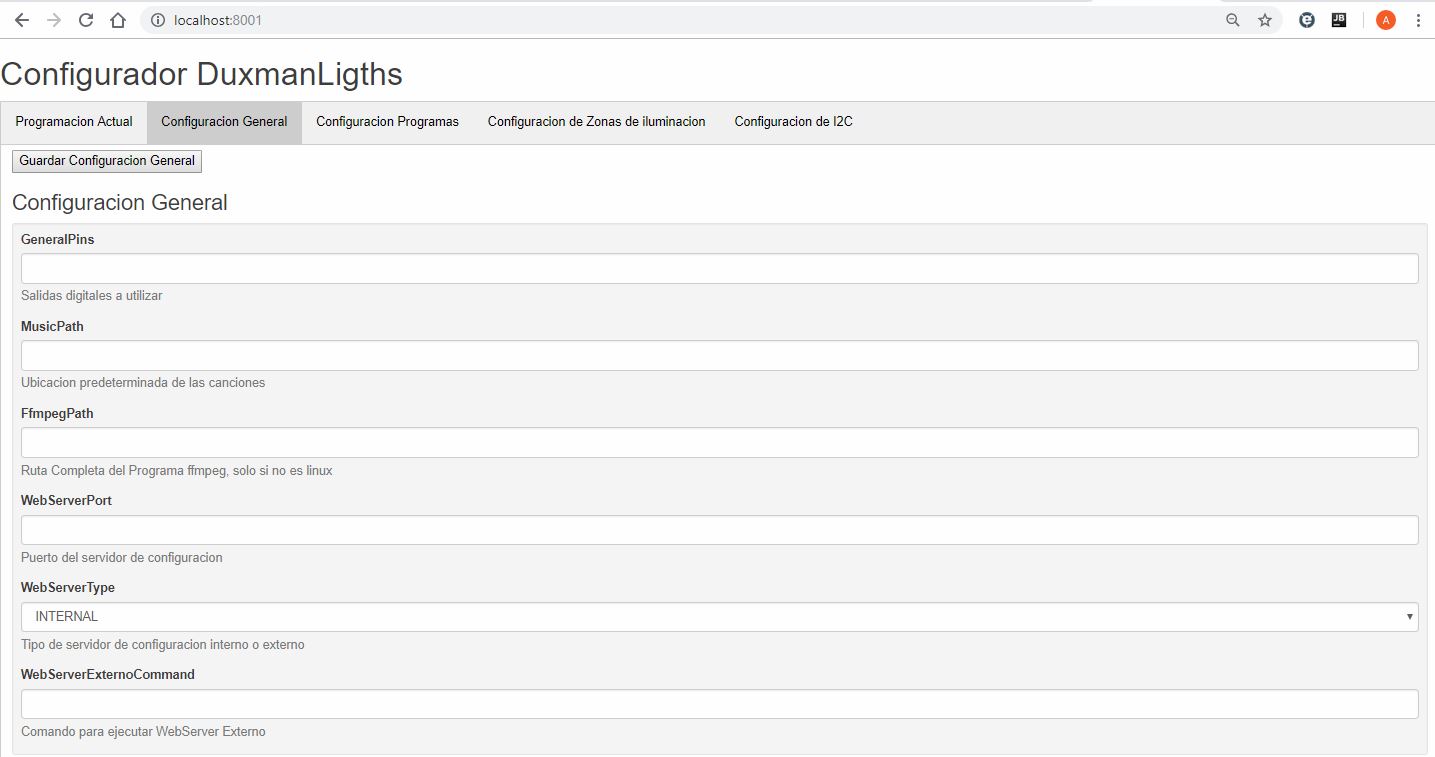 localhost:8001
JB
A
Configurador DuxmanLigths
Programacion Actual Configuracion General Configuracion Programas Configuracion de Zonas de iluminacion Configuracion de I2C
Guardar Configuracion General
Configuracion General
GeneralPins
Salidas digitales a utilizar
MusicPath
Ubicacion predeterminada de las canciones
FfmpegPath
Ruta Completa del Programa ffmpeg, solo si no es linux
WebServerPort
Puerto del servidor de configuracion
WebServerType
INTERNAL
Tipo de servidor de configuracion interno o externo
WebServerExternoCommand
Comando para ejecutar WebServer Externo